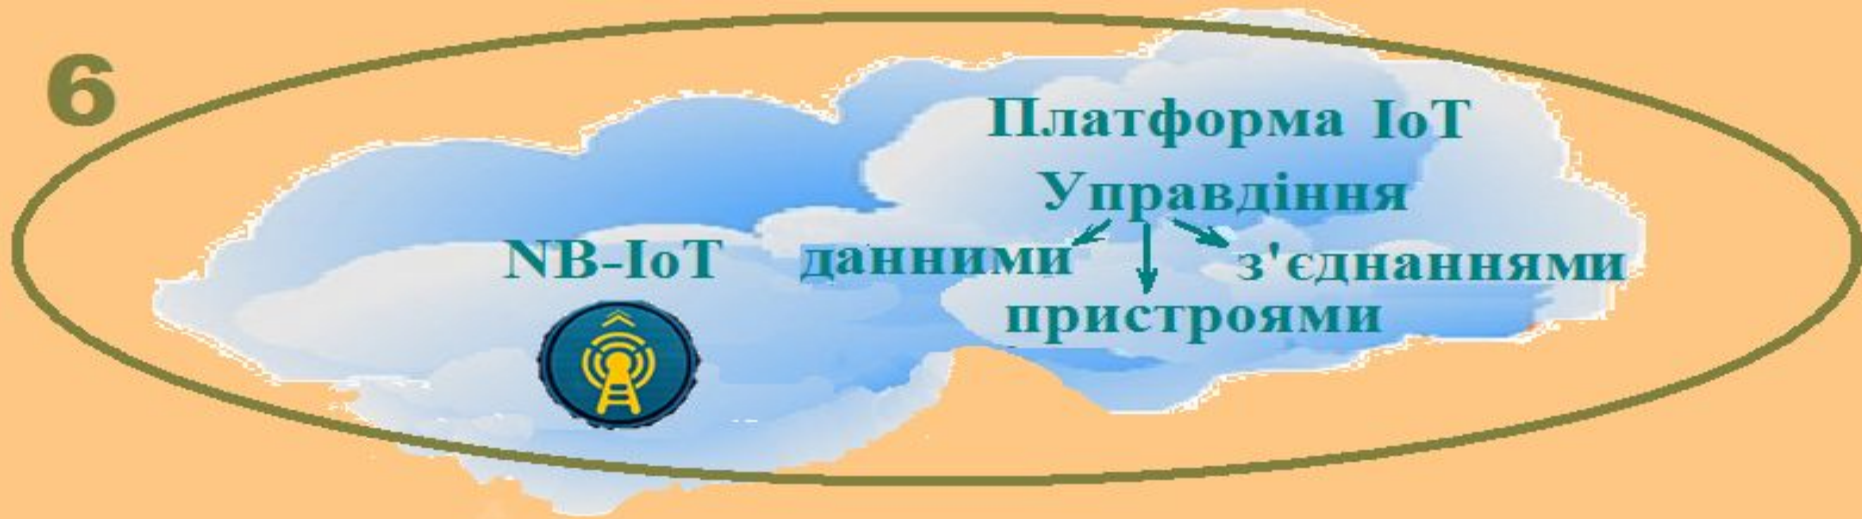 6
Платформа IoT
Управдіння
NB-IoT
данними
з'єднаннями
пристроями